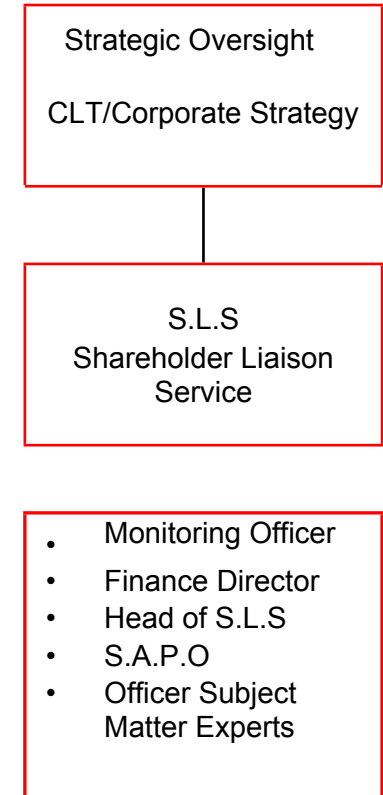 Strategic Oversight
CLT/Corporate Strategy
S.L.S
Shareholder Liaison
Service
• Monitoring Officer
• Finance Director
• Head of S.L.S
• S.A.P.O
• Officer Subject
Matter Experts